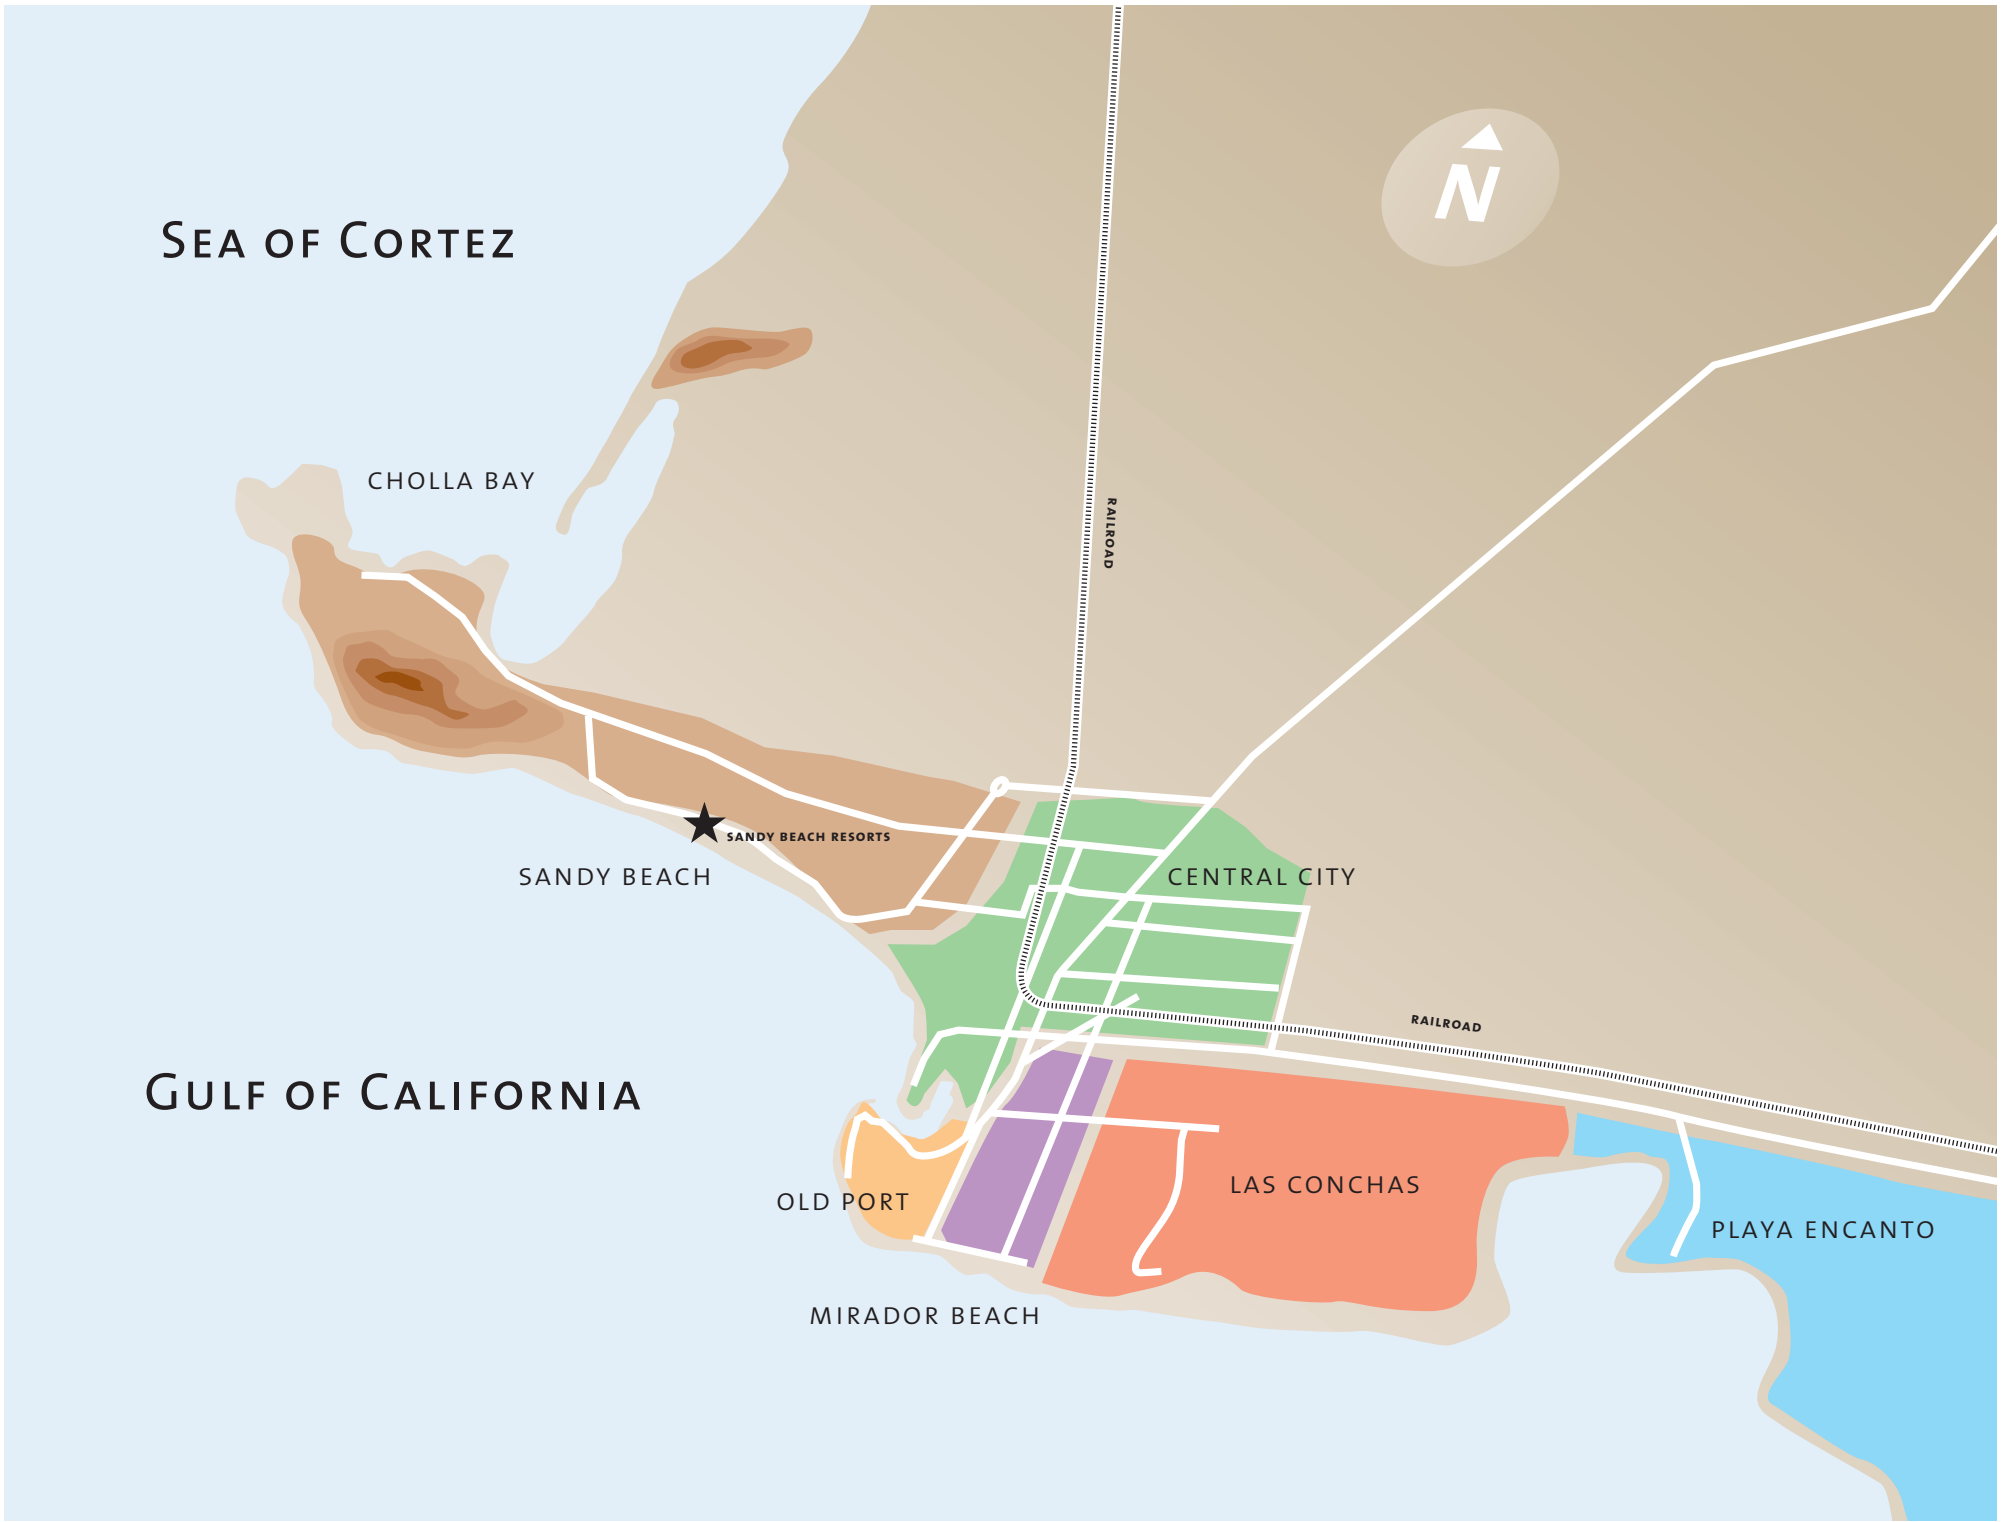 N
SEA OF CORTEZ
CHOLLA BAY
RAILROAD
SANDY BEACH RESORTS
SANDY BEACH
CENTRAL CITY
RAILROAD
GULF OF CALIFORNIA
LAS CONCHAS
OLD PORT
PLAYA ENCANTO
MIRADOR BEACH